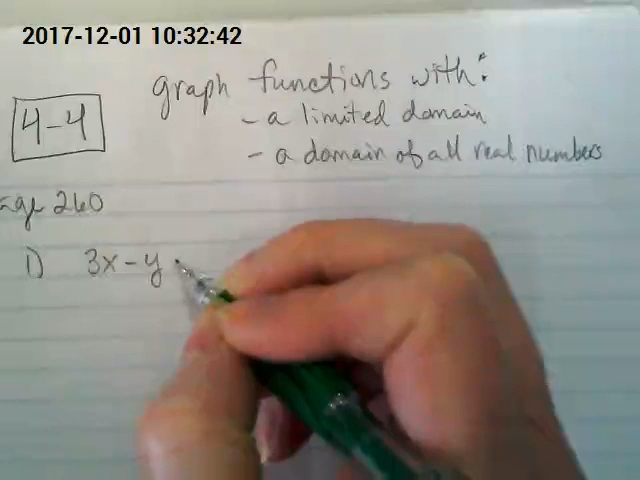 2017-12-01 10:32:42
graph functions with:
4-4
- a limited domain
- a domain of all real numbers
age 260
1) 3x - y